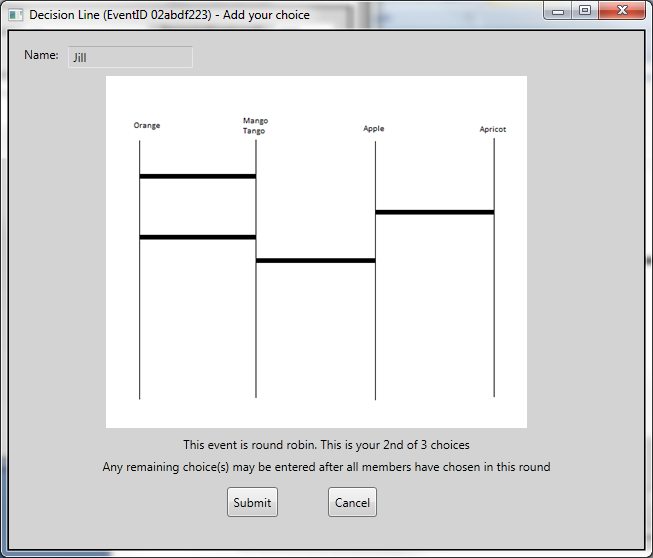 Decision Line (EventID 02abdf223) - Add your choice
Name: Jill
Orange
Mango
Tango
Apple
Apricot
This event is round robin. This is your 2nd of 3 choices
Any remaining choice(s) may be entered after all members have chosen in this round
Submit Cancel